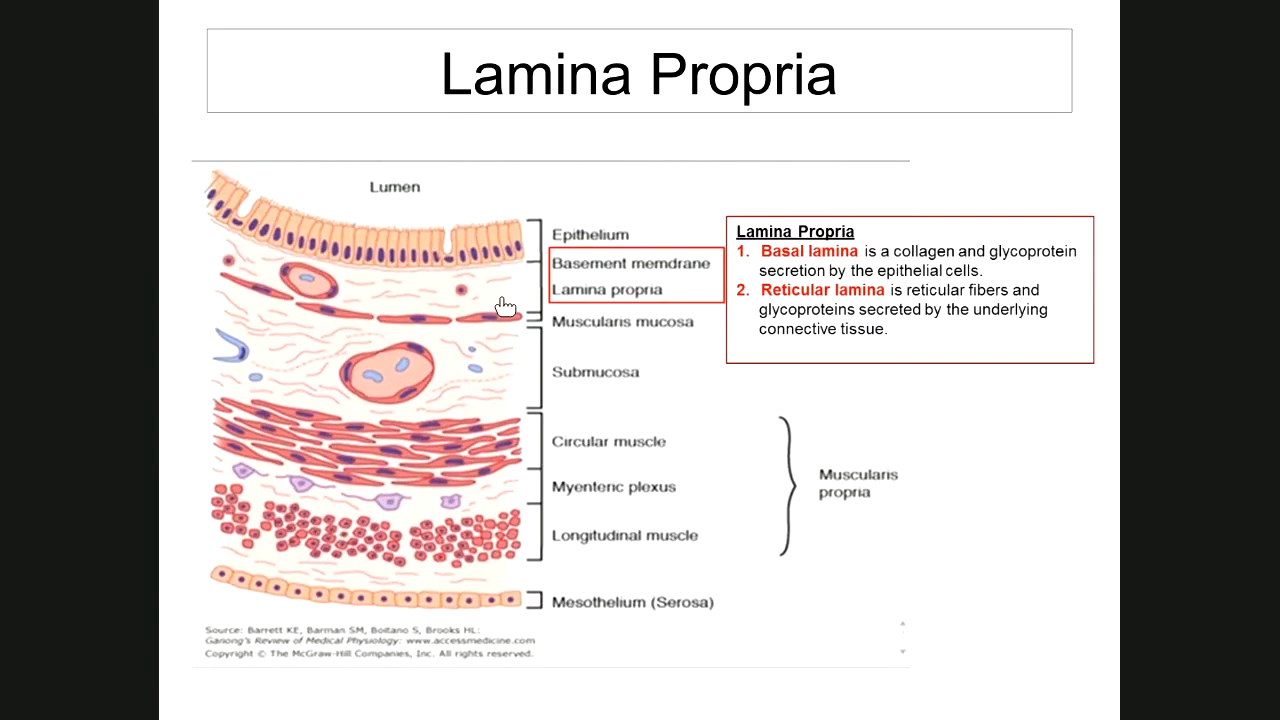 Lamina Propria
Lumen
Epithelium
Basement memdrane
Lamina propria
Muscularis mucosa
Submucosa
Circular muscle
Myenteric plexus
Longitudinal muscle
Mesothelium (Serosa)
Muscularis
propria
Lamina Propria
1. Basal lamina is a collagen and glycoprotein
secretion by the epithelial cells.
2. Reticular lamina is reticular fibers and
glycoproteins secreted by the underlying
connective tissue.
Source: Barrett KE, Barman SM, Boitano S, Brooks HL:
Ganong's Review of Medical Physiology: www.accessmedicine.com
Copyright © The McGraw-Hill Companies, Inc. All rights reserved.